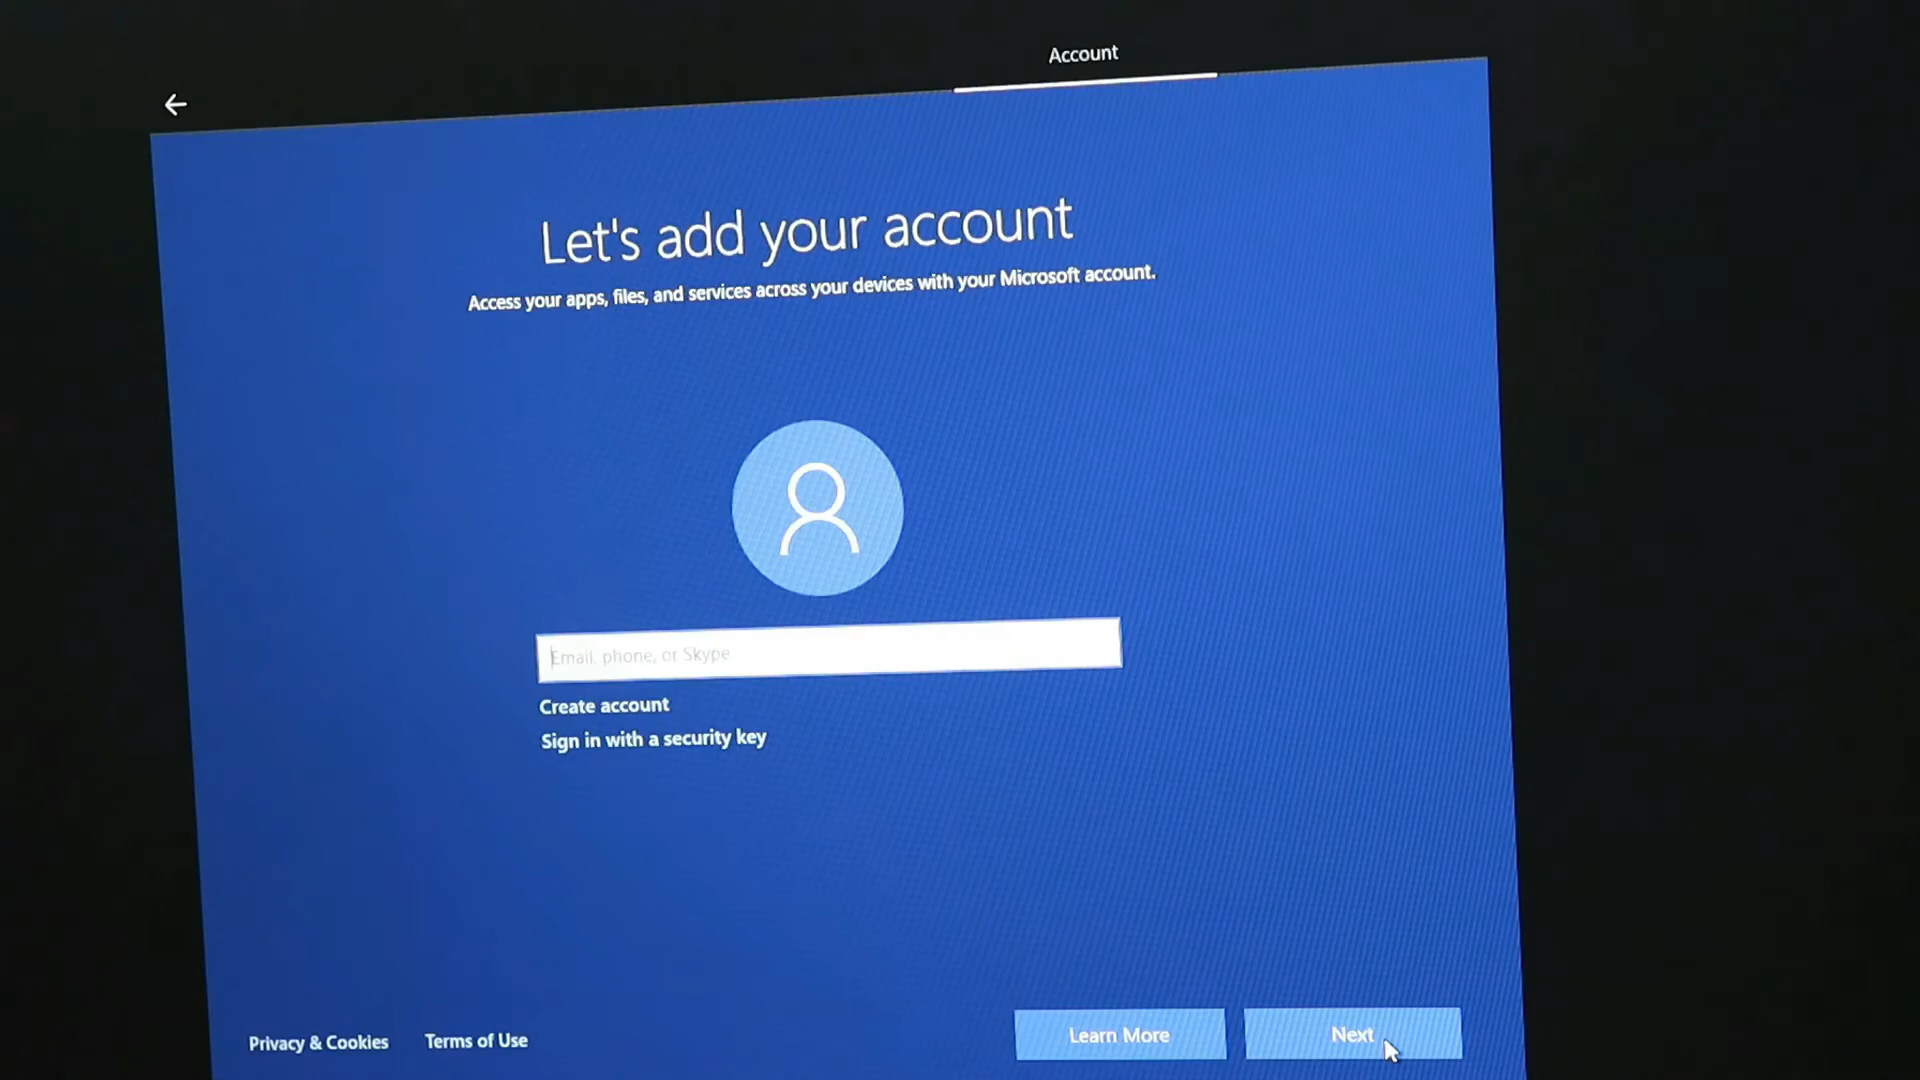 Account
Let's add your account
Access your apps, files, and services across your devices with your Microsoft account.
Email, phone, or Skype
Create account
Sign in with a security key
Privacy & Cookies
Terms of Use
Learn More
Next